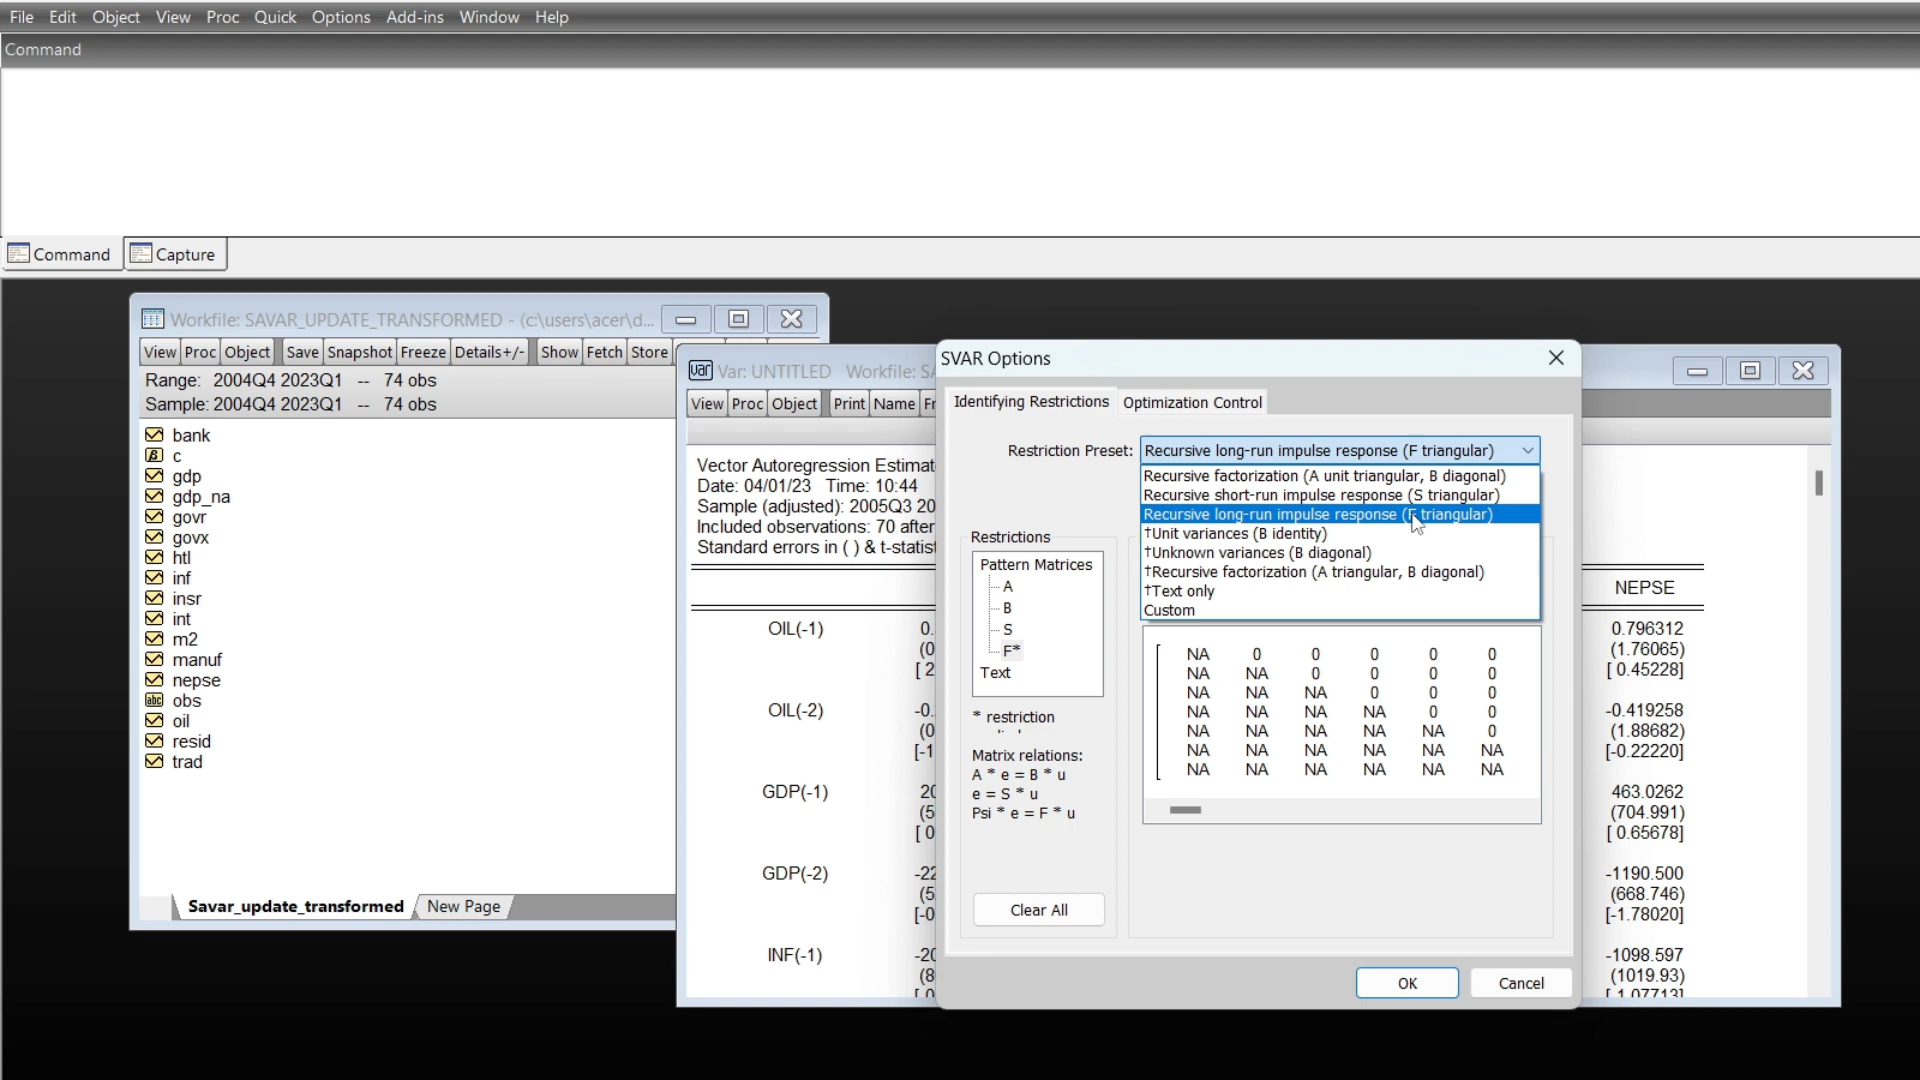 File Edit Object View Proc Quick Options Add-ins Window Help
Command
Command Capture
Workfile: SAVAR_UPDATE_TRANSFORMED - (c:\users\acer\d...
View Proc Object Save Snapshot Freeze Details+/- Show Fetch Store
Range: 2004Q4 2023Q1 -- 74 obs
Sample: 2004Q4 2023Q1 -- 74 obs
bank
c
gdp
gdp_na
govr
govx
htl
inf
insr
int
m2
manuf
nepse
obs
oil
resid
trad
Savar_update_transformed New Page
Var: UNTITLED Workfile:
View Proc Object Print Name
Vector Autoregression
Date: 04/01/23 Time: 10:44
Sample (adjusted): 2005Q3
Included observations: 70 after
Standard errors in ( ) &
NEPSE
OIL(-1) 0.796312
(1.76065)
[ 0.45228]
OIL(-2) -0.419258
(1.88682)
[-0.22220]
GDP(-1) 463.0262
(704.991)
[ 0.65678]
GDP(-2) -1190.500
(668.746)
[-1.78020]
INF(-1) -1098.597
(1019.93)
SVAR Options
Identifying Restrictions Optimization Control
Restriction Preset: Recursive long-run impulse response (F triangular)
Recursive factorization (A unit triangular, B diagonal)
Recursive short-run impulse response (S triangular)
Recursive long-run impulse response (F triangular)
†Unit variances (B identity)
†Unknown variances (B diagonal)
†Recursive factorization (A triangular, B diagonal)
†Text only
Custom
Restrictions
Pattern Matrices
A
B
S
F*
Text
* restriction
Matrix relations:
A * e = B * u
e = S * u
Psi * e = F * u
Clear All
NA 0 0 0 0 0
NA NA 0 0 0 0
NA NA NA 0 0 0
NA NA NA NA 0 0
NA NA NA NA NA 0
NA NA NA NA NA NA
NA NA NA NA NA NA
OK Cancel